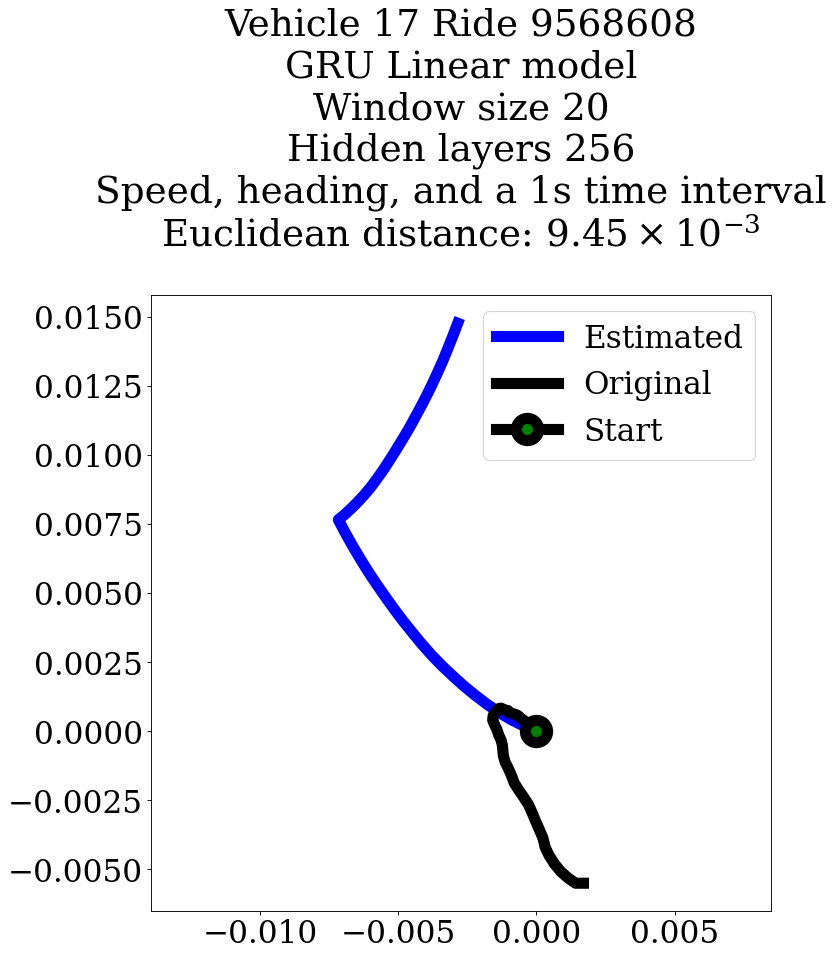 Vehicle 17 Ride 9568608
GRU Linear model
Window size 20
Hidden layers 256
Speed, heading, and a 1s time interval
Euclidean distance: 9.45 × 10⁻³
Estimated
Original
Start
0.0150
0.0125
0.0100
0.0075
0.0050
0.0025
0.0000
−0.0025
−0.0050
−0.010 −0.005 0.000 0.005